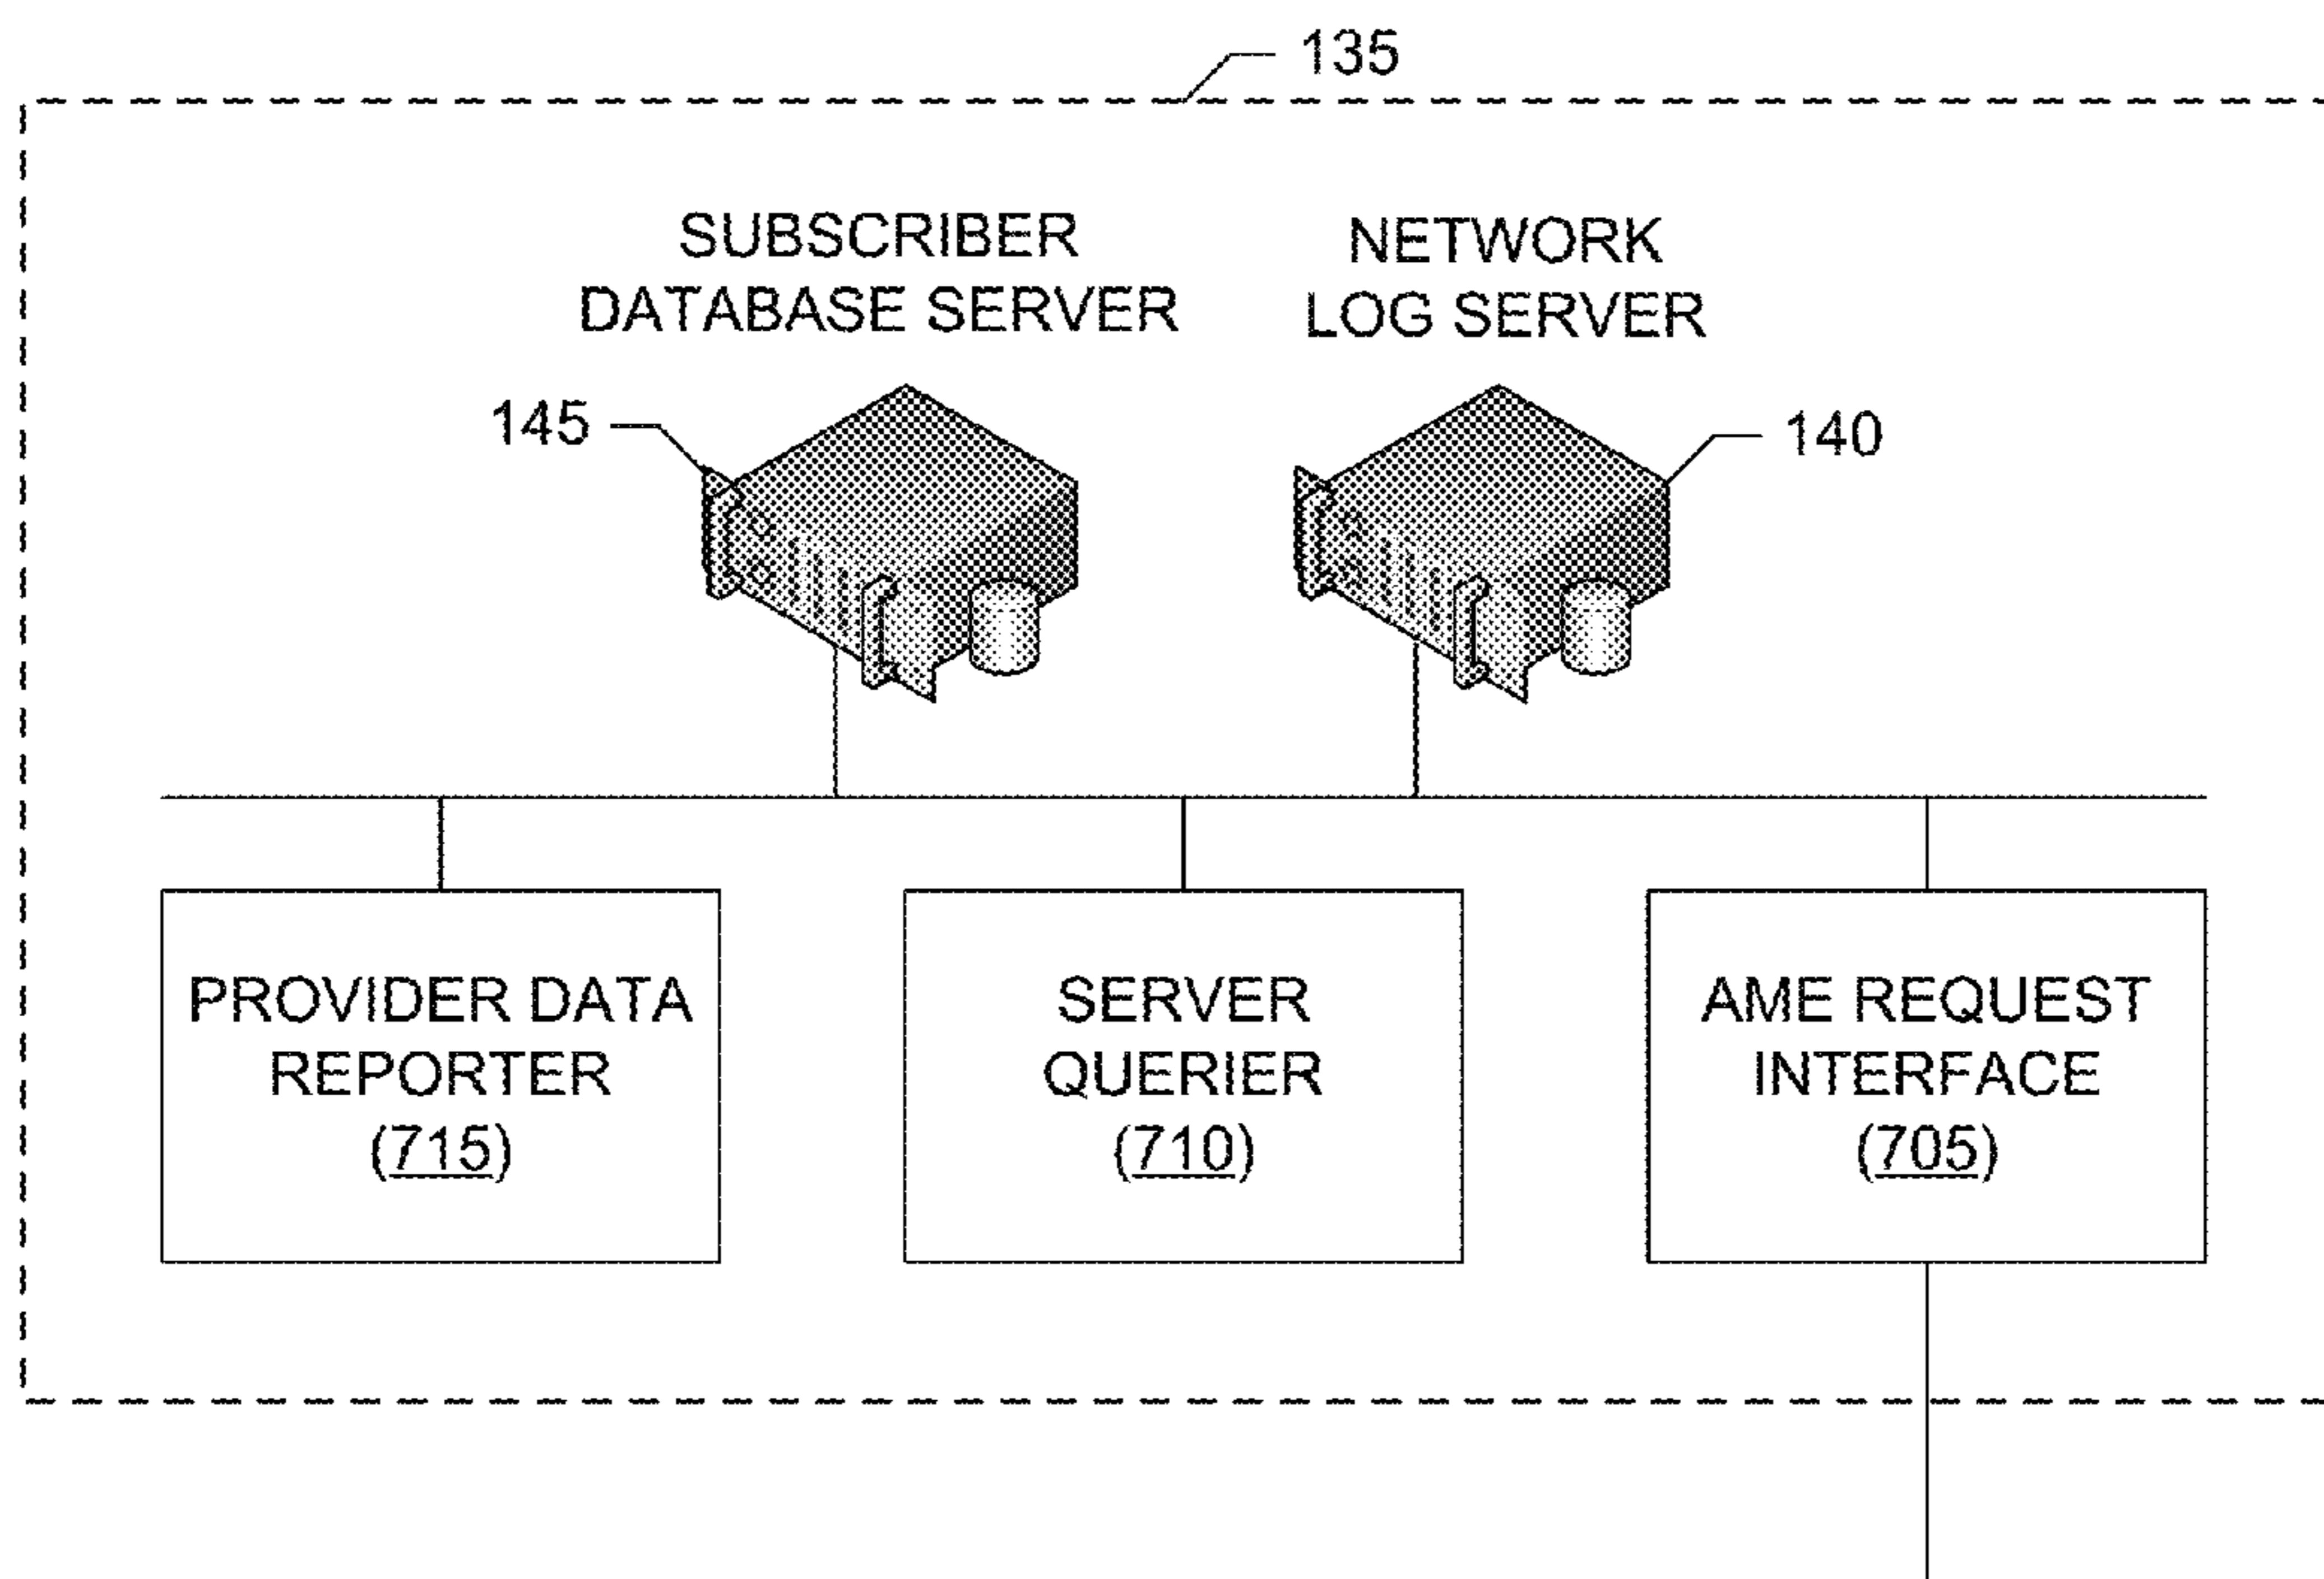 135
SUBSCRIBER
DATABASE SERVER
NETWORK
LOG SERVER
145
140
PROVIDER DATA
REPORTER
(715)
SERVER
QUERIER
(710)
AME REQUEST
INTERFACE
(705)